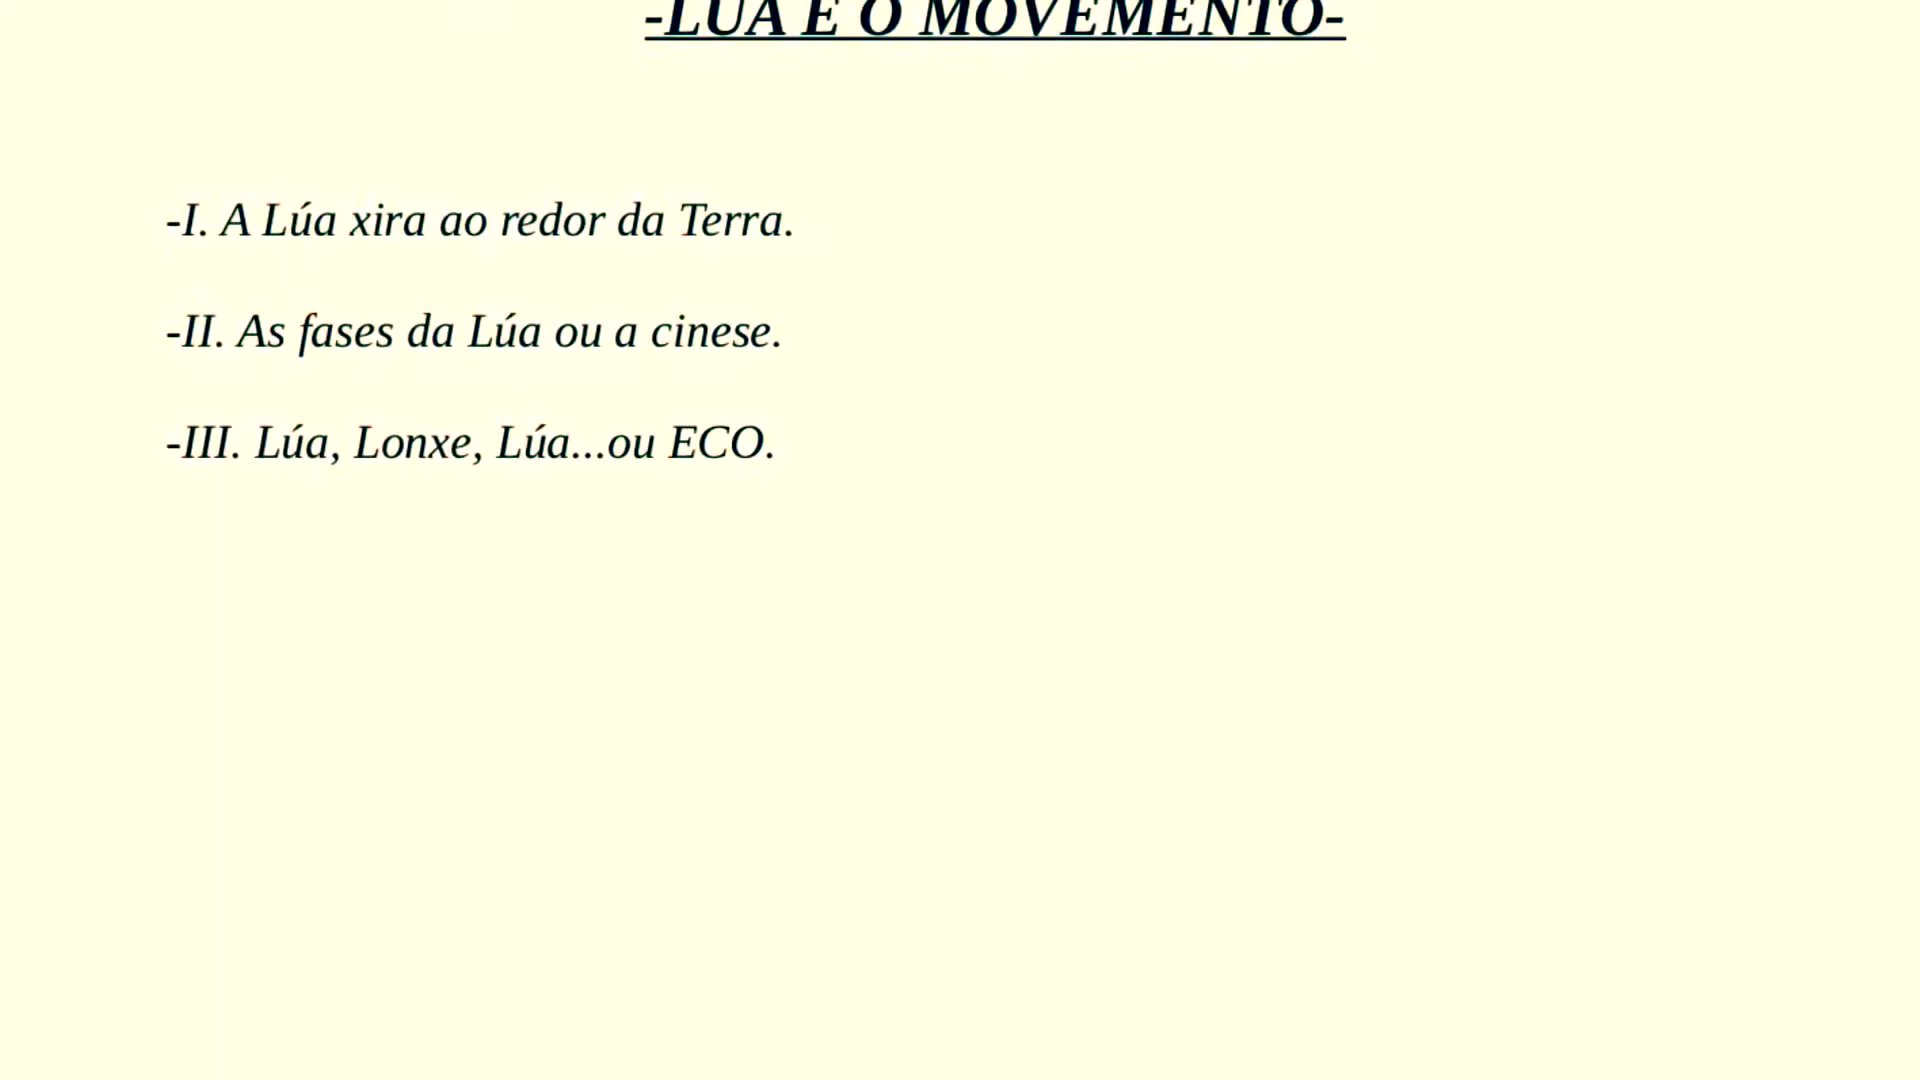 -LUA E O MOVEMENTO-
-I. A Lúa xira ao redor da Terra.
-II. As fases da Lúa ou a cinese.
-III. Lúa, Lonxe, Lúa...ou ECO.